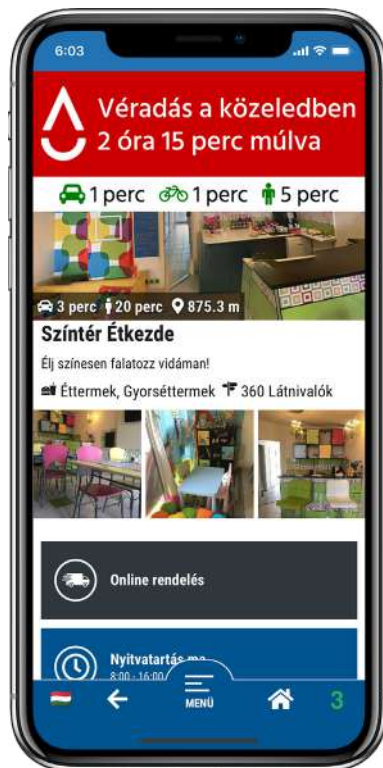 6:03
Véradás a közeledben
2 óra 15 perc múlva
1 perc 1 perc 5 perc
3 perc 20 perc 875.3 m
Színtér Étkezde
Élj színesen falatozz vidáman!
Éttermek, Gyorséttermek 360 Látnivalók
Online rendelés
Nyitvatartás ma
8:00 - 16:00
MENÜ
3